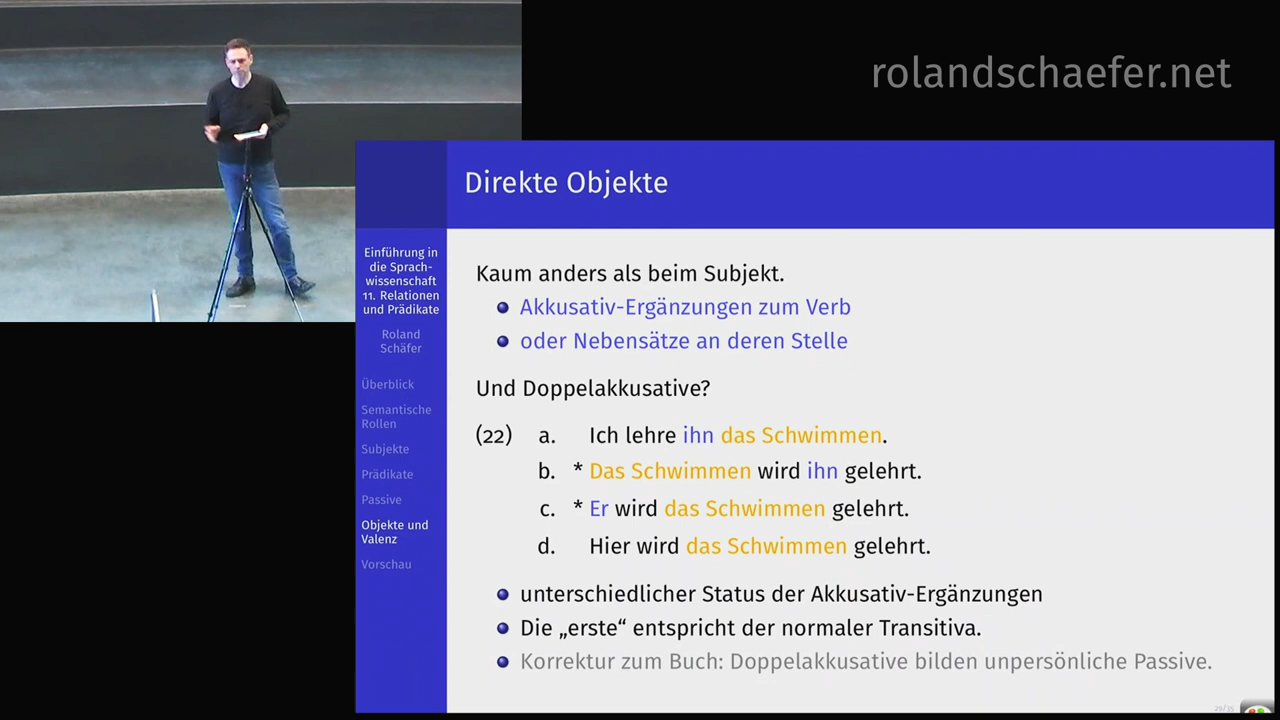 rolandschaefer.net
Direkte Objekte
Einführung in
die Sprach-
wissenschaft
11. Relationen
und Prädikate
Roland
Schäfer
Überblick
Semantische
Rollen
Subjekte
Prädikate
Passive
Objekte und
Valenz
Vorschau
Kaum anders als beim Subjekt.
Akkusativ-Ergänzungen zum Verb
oder Nebensätze an deren Stelle
Und Doppelakkusative?
(22) a. Ich lehre ihn das Schwimmen.
b. * Das Schwimmen wird ihn gelehrt.
c. * Er wird das Schwimmen gelehrt.
d. Hier wird das Schwimmen gelehrt.
unterschiedlicher Status der Akkusativ-Ergänzungen
Die „erste“ entspricht der normaler Transitiva.
Korrektur zum Buch: Doppelakkusative bilden unpersönliche Passive.